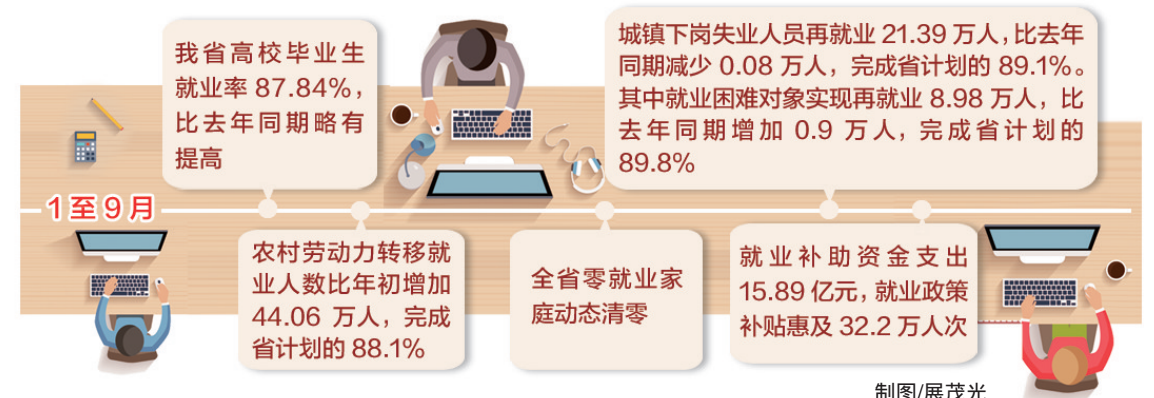 1至9月
我省高校毕业生
就业率 87.84%，
比去年同期略有
提高
农村劳动力转移就
业人数比年初增加
44.06 万人，完成
省计划的 88.1%
全省零就业家
庭动态清零
城镇下岗失业人员再就业 21.39 万人，比去年
同期减少 0.08 万人，完成省计划的 89.1%。
其中就业困难对象实现再就业 8.98 万人，比
去年同期增加 0.9 万人，完成省计划的
89.8%
就业补助资金支出
15.89 亿元，就业政策
补贴惠及 32.2 万人次
制图/展茂光